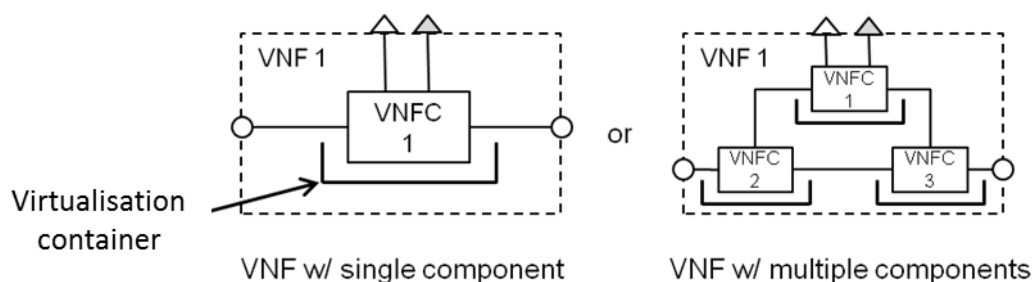 VNF 1
VNFC
1
Virtualisation
container
VNF w/ single component
or
VNF 1
VNFC
1
VNFC
2
VNFC
3
VNF w/ multiple components